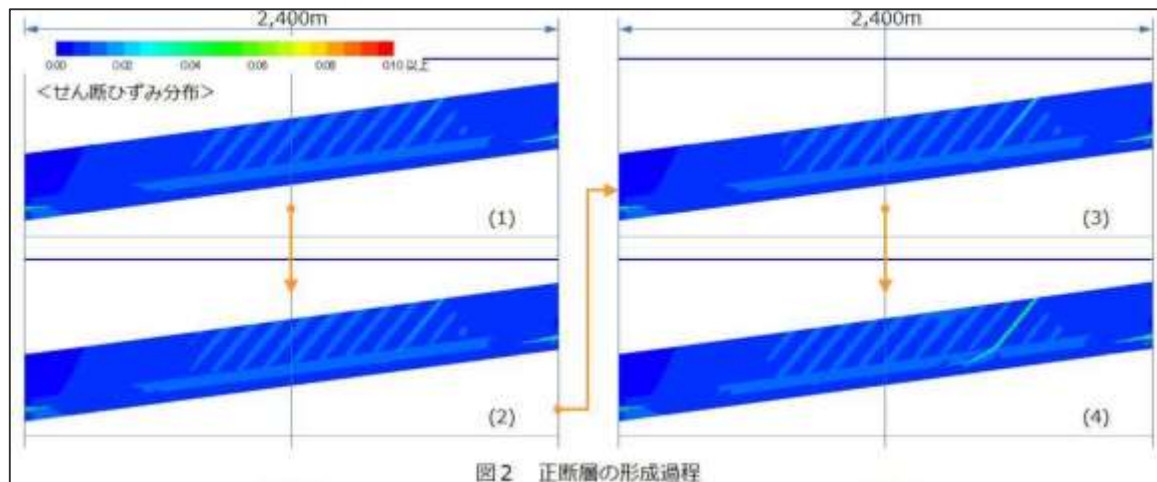 2,400m
2,400m
0.00 0.02 0.04 0.06 0.08 0.10 以上
<せん断ひずみ分布>
(1)
(3)
(2)
(4)
図2 正断層の形成過程